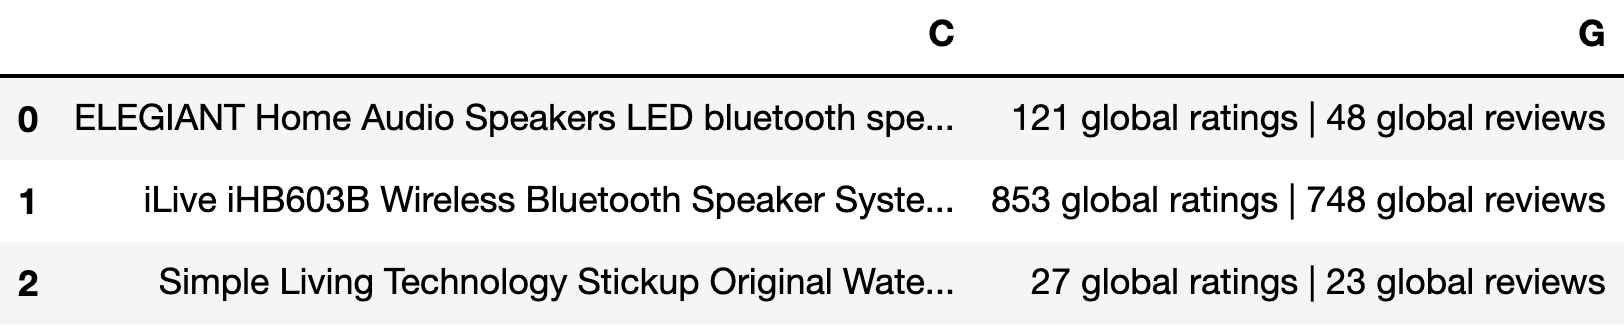 C G
0 ELEGIANT Home Audio Speakers LED bluetooth spe... 121 global ratings | 48 global reviews
1 iLive iHB603B Wireless Bluetooth Speaker Syste... 853 global ratings | 748 global reviews
2 Simple Living Technology Stickup Original Wate... 27 global ratings | 23 global reviews